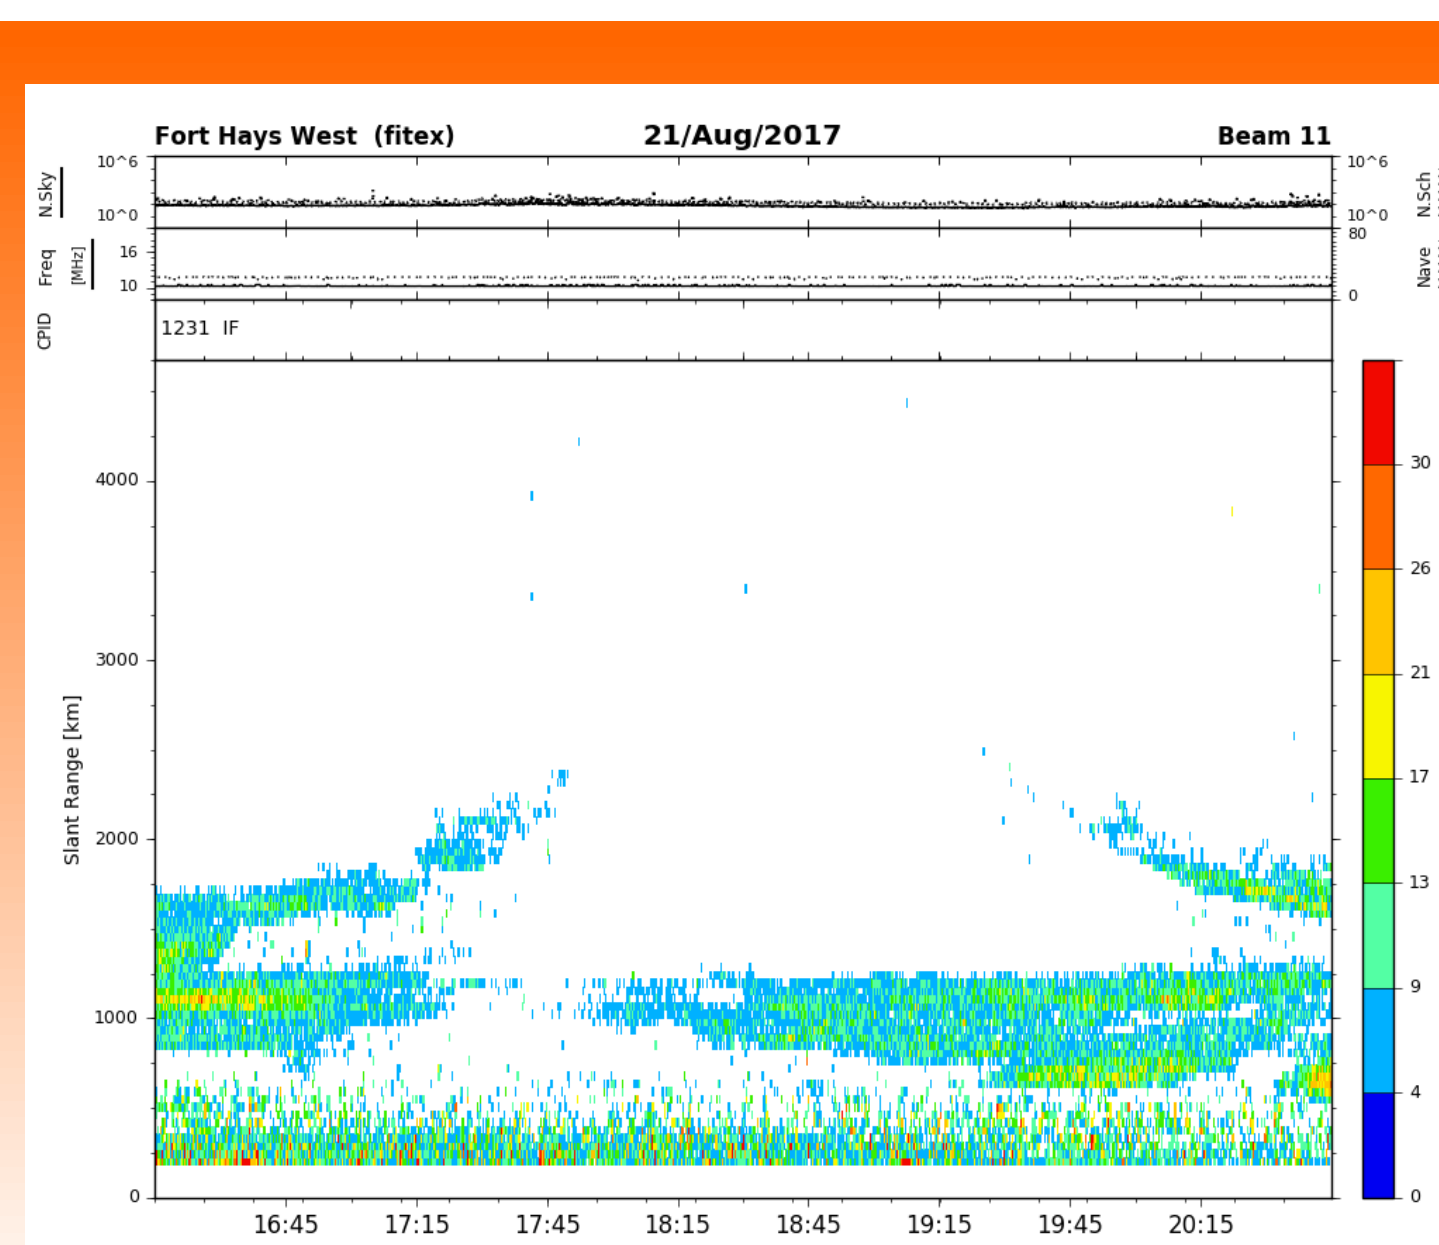 Fort Hays West (fitex) 21/Aug/2017 Beam 11
N.Sky 10^6 10^0 10^6 10^0 N.Sch
Freq [MHz] 16 10 80 0 Nave
CPID 1231 IF
Slant Range [km]
4000
3000
2000
1000
0
30
26
21
17
13
9
4
0
16:45 17:15 17:45 18:15 18:45 19:15 19:45 20:15